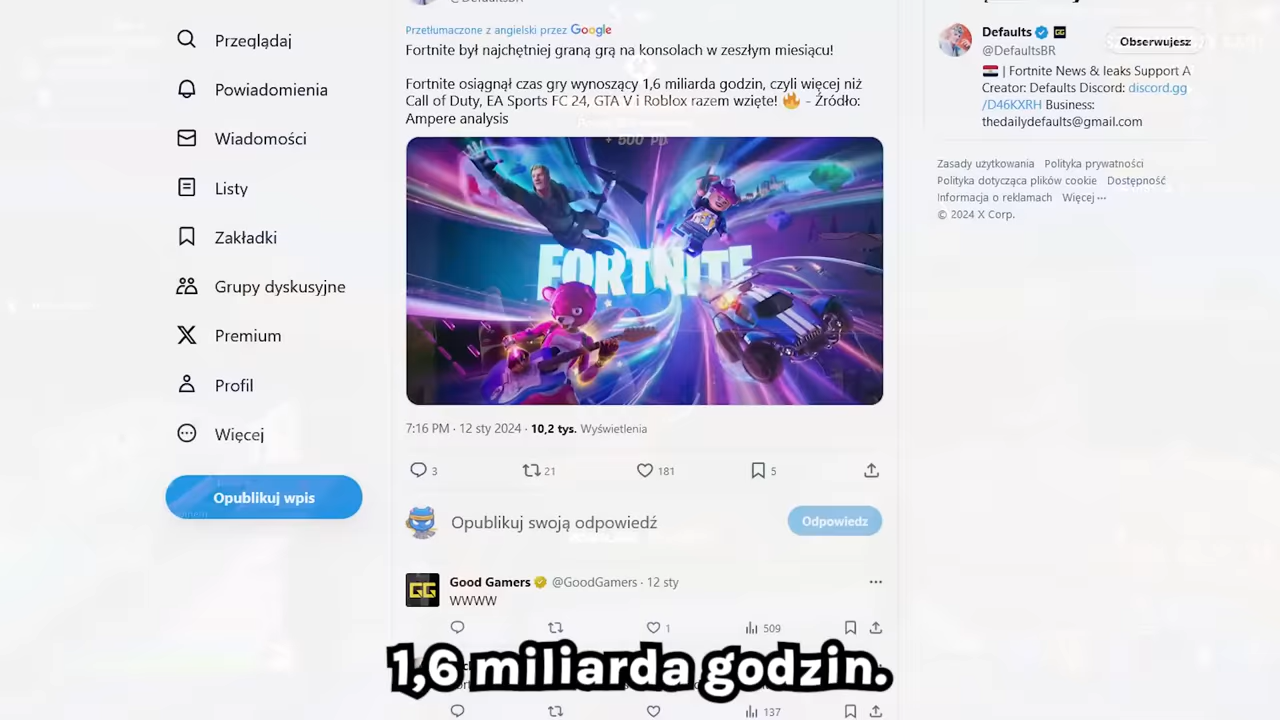 @DefaultsBR
Przeglądaj
Powiadomienia
Wiadomości
Listy
Zakładki
Grupy dyskusyjne
Premium
Profil
Więcej
Opublikuj wpis
Przetłumaczone z angielski przez Google
Fortnite był najchętniej graną grą na konsolach w zeszłym miesiącu!
Fortnite osiągnął czas gry wynoszący 1,6 miliarda godzin, czyli więcej niż
Call of Duty, EA Sports FC 24, GTA V i Roblox razem wzięte! 🔥 - Źródło:
Ampere analysis
+ 500 PD.
FORTNITE
7:16 PM · 12 sty 2024 · 10,2 tys. Wyświetlenia
3
21
181
5
Opublikuj swoją odpowiedź
Odpowiedz
Good Gamers @GoodGamers · 12 sty
GG
WWWW
1
509
1,6 miliarda godzin.
137
Defaults
@DefaultsBR
Obserwujesz
🇪🇬 | Fortnite News & leaks Support A
Creator: Defaults Discord: discord.gg
/D46KXRH Business:
thedailydefaults@gmail.com
Zasady użytkowania Polityka prywatności
Polityka dotycząca plików cookie Dostępność
Informacja o reklamach Więcej ···
© 2024 X Corp.